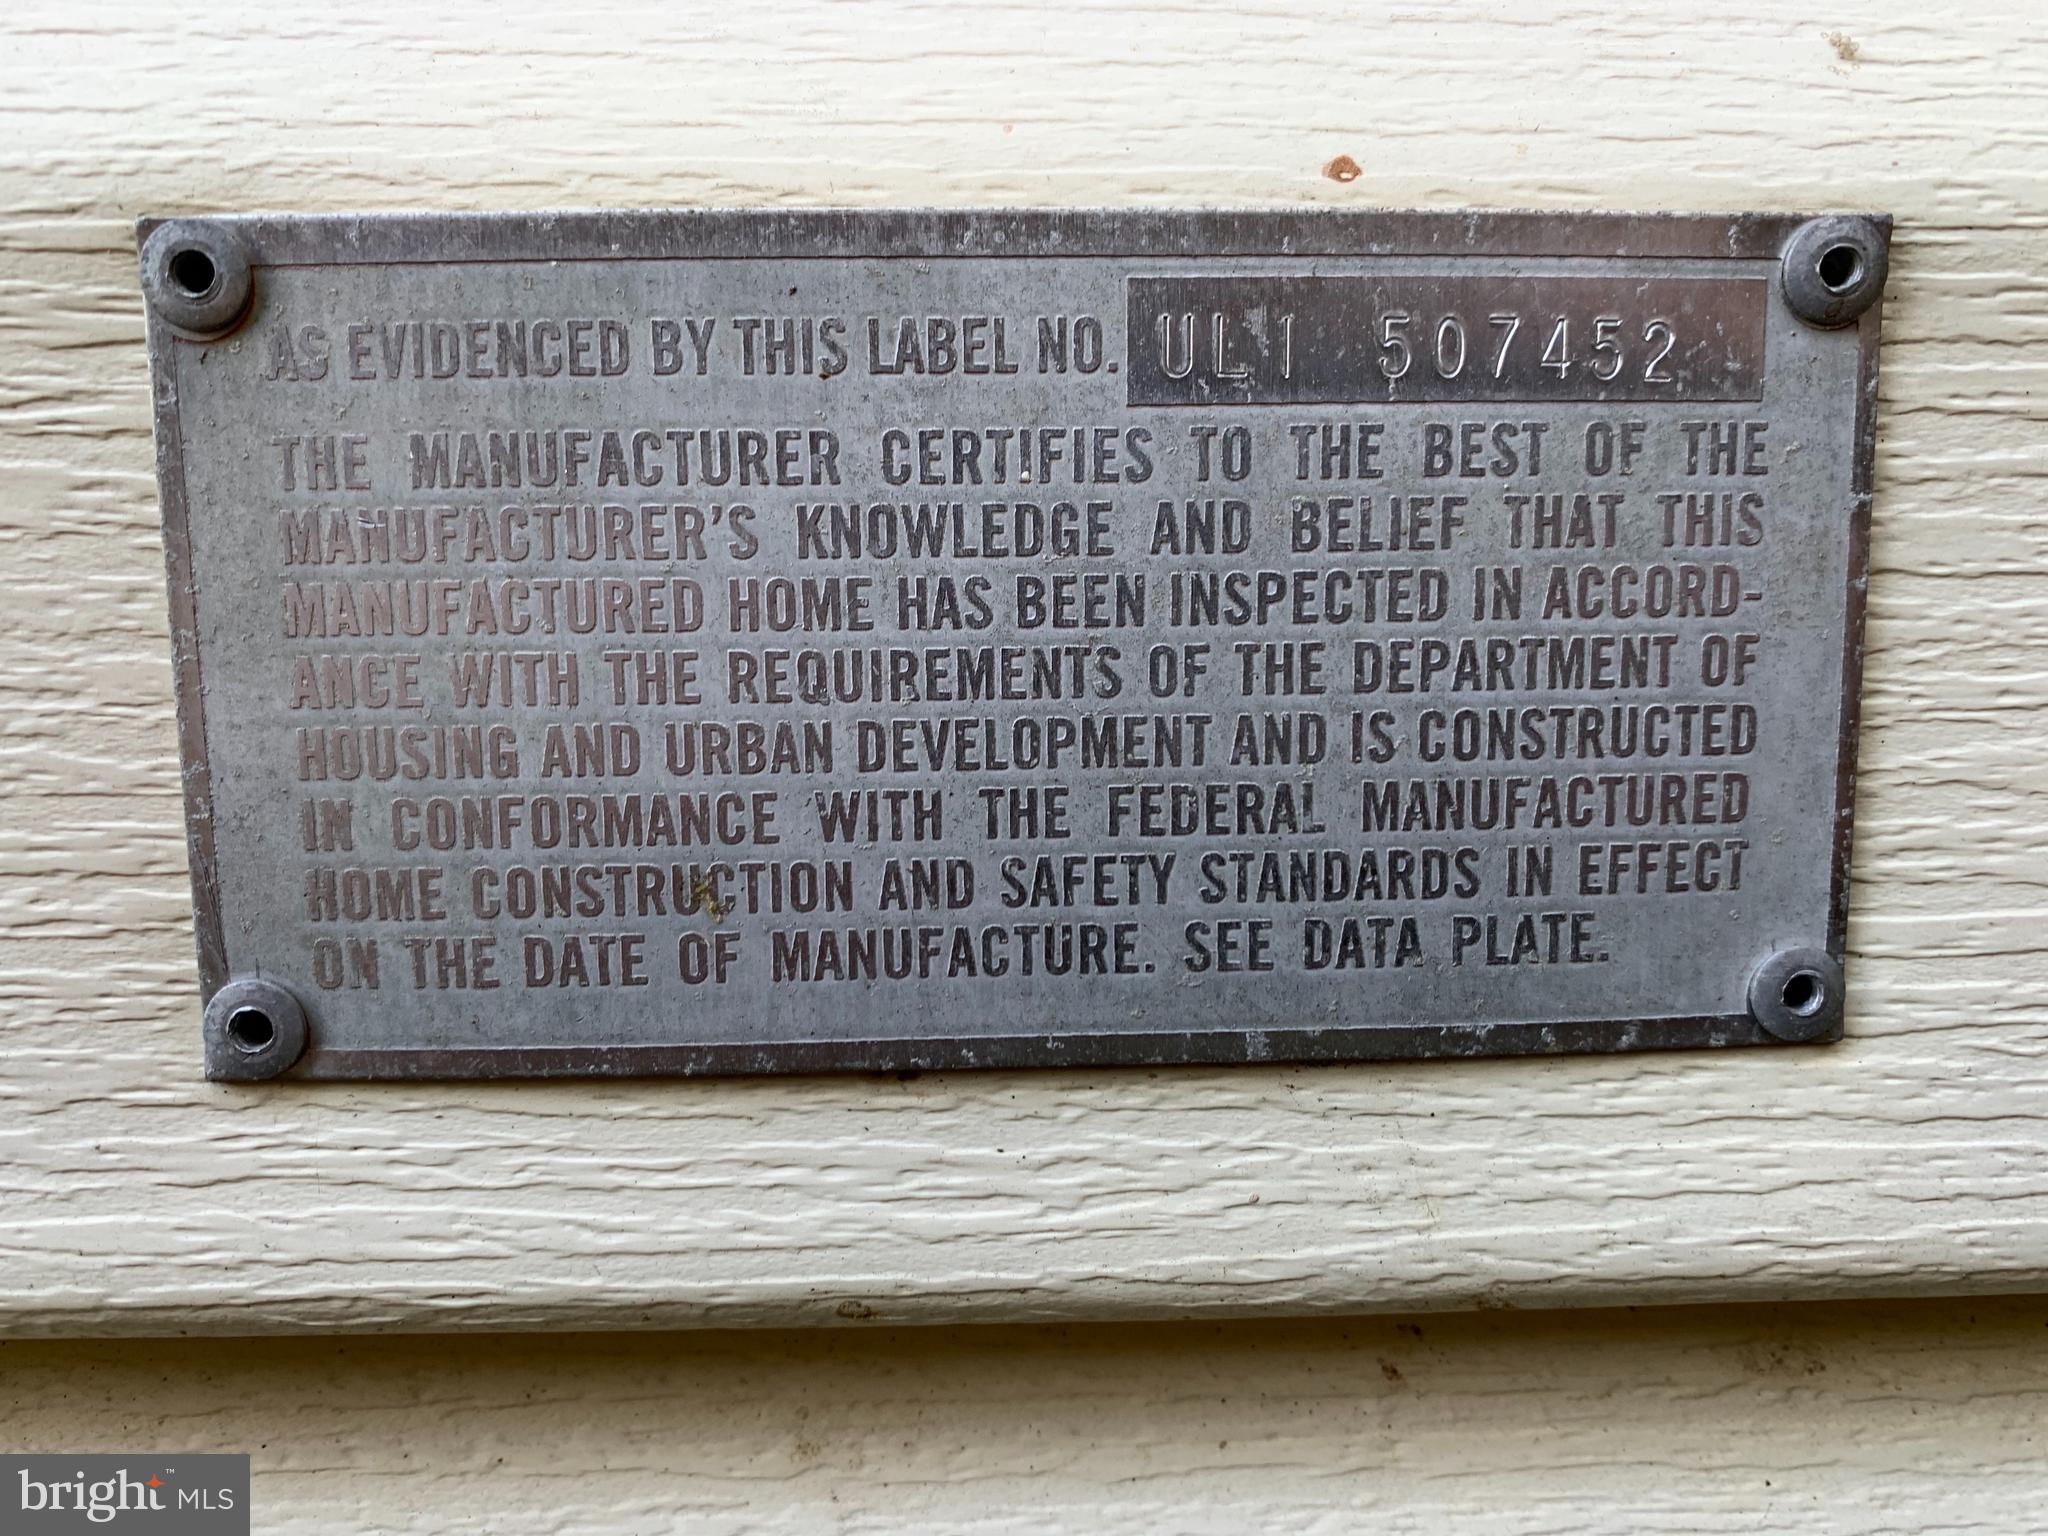 AS EVIDENCED BY THIS LABEL NO. ULI 507452
THE MANUFACTURER CERTIFIES TO THE BEST OF THE
MANUFACTURER'S KNOWLEDGE AND BELIEF THAT THIS
MANUFACTURED HOME HAS BEEN INSPECTED IN ACCORD-
ANCE WITH THE REQUIREMENTS OF THE DEPARTMENT OF
HOUSING AND URBAN DEVELOPMENT AND IS CONSTRUCTED
IN CONFORMANCE WITH THE FEDERAL MANUFACTURED
HOME CONSTRUCTION AND SAFETY STANDARDS IN EFFECT
ON THE DATE OF MANUFACTURE. SEE DATA PLATE.
bright™ MLS